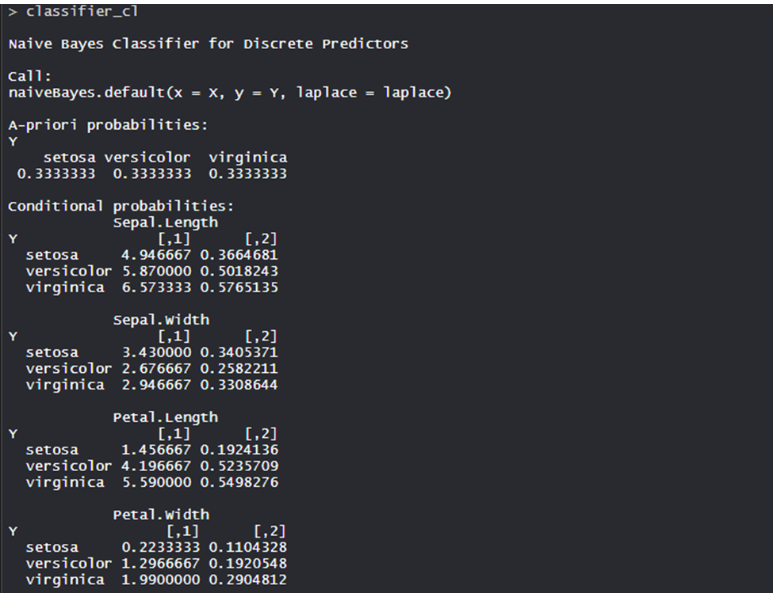 > classifier_cl
Naive Bayes Classifier for Discrete Predictors
Call:
naiveBayes.default(x = X, y = Y, laplace = laplace)
A-priori probabilities:
Y
setosa versicolor virginica
0.3333333 0.3333333 0.3333333
Conditional probabilities:
Sepal.Length
Y [,1] [,2]
setosa 4.946667 0.3664681
versicolor 5.870000 0.5018243
virginica 6.573333 0.5765135
Sepal.Width
Y [,1] [,2]
setosa 3.430000 0.3405371
versicolor 2.676667 0.2582211
virginica 2.946667 0.3308644
Petal.Length
Y [,1] [,2]
setosa 1.456667 0.1924136
versicolor 4.196667 0.5235709
virginica 5.590000 0.5498276
Petal.Width
Y [,1] [,2]
setosa 0.2233333 0.1104328
versicolor 1.2966667 0.1920548
virginica 1.9900000 0.2904812